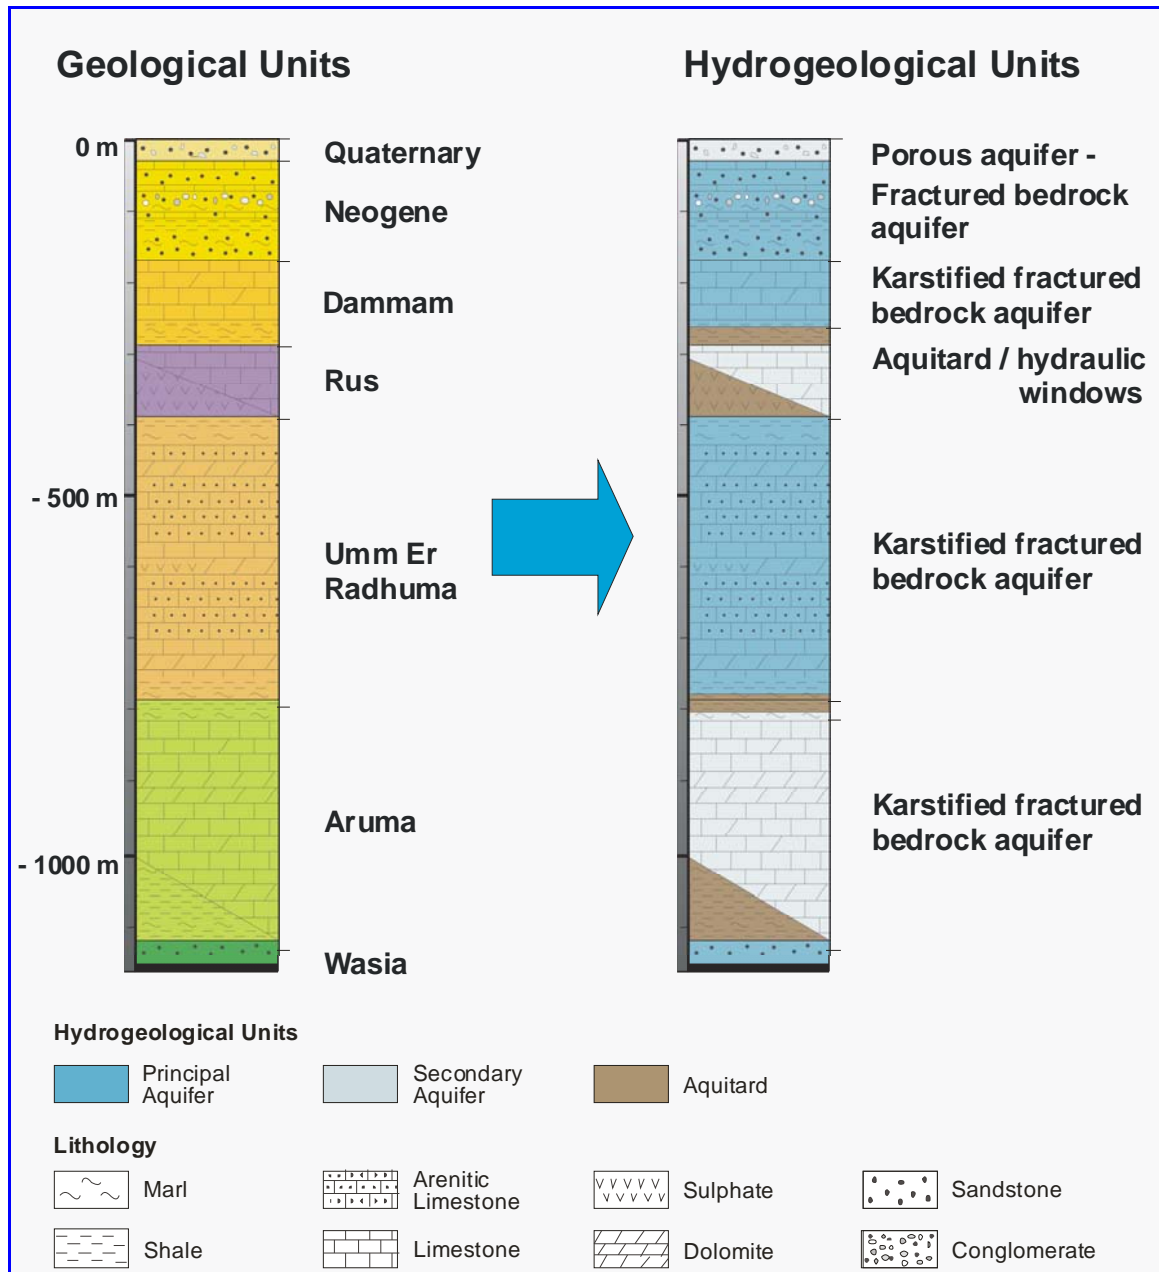 Geological Units
Hydrogeological Units
0 m
Quaternary
Neogene
Dammam
Rus
- 500 m
Umm Er
Radhuma
Aruma
- 1000 m
Wasia
Porous aquifer -
Fractured bedrock
aquifer
Karstified fractured
bedrock aquifer
Aquitard / hydraulic
windows
Karstified fractured
bedrock aquifer
Karstified fractured
bedrock aquifer
Hydrogeological Units
Principal
Aquifer
Secondary
Aquifer
Aquitard
Lithology
Marl
Arenitic
Limestone
Sulphate
Sandstone
Shale
Limestone
Dolomite
Conglomerate